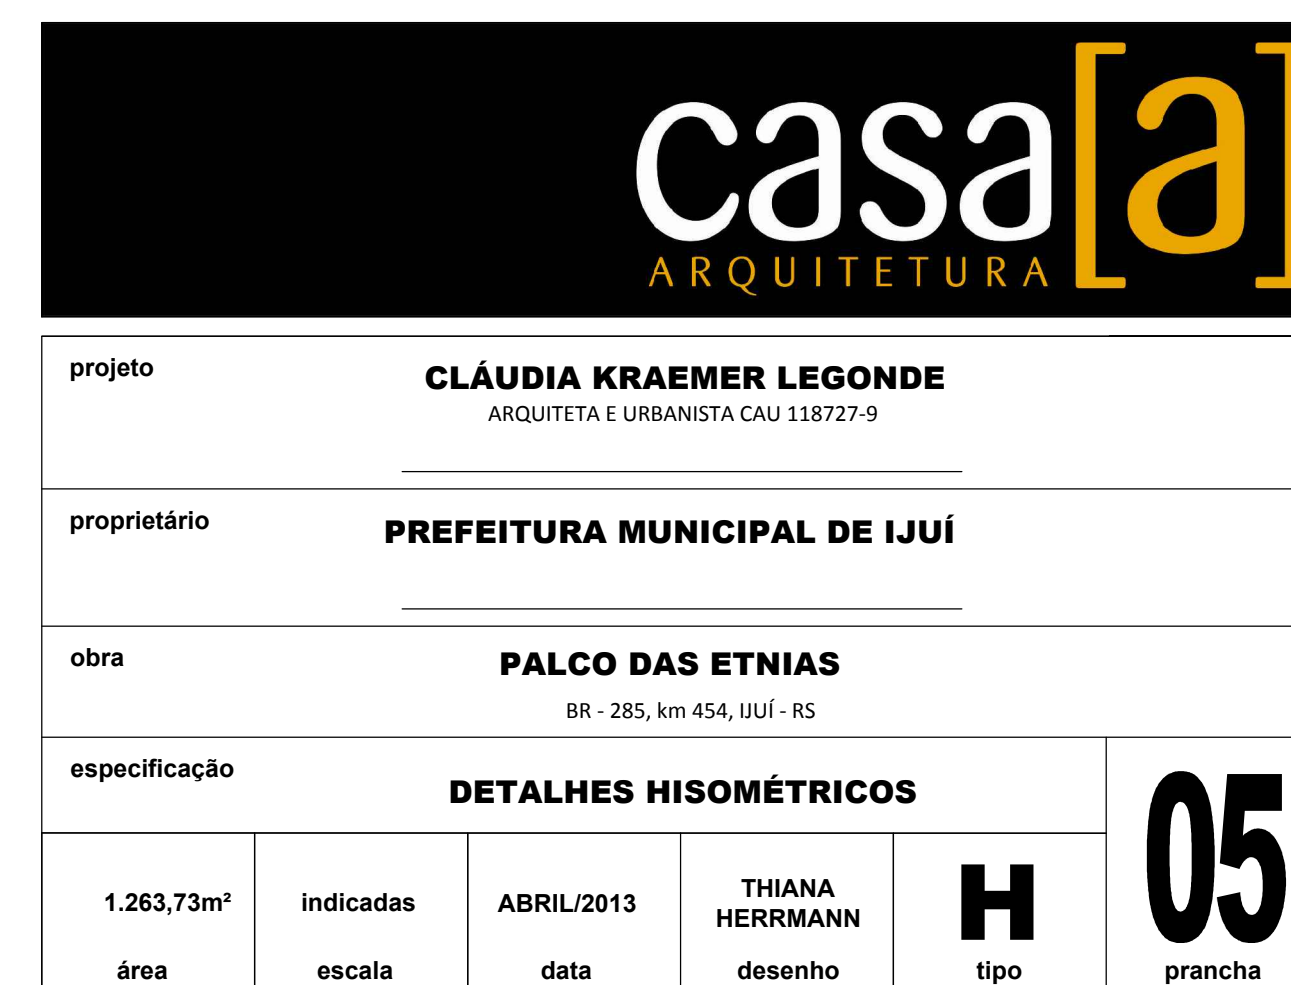 casa[a]
ARQUITETURA
projeto
CLÁUDIA KRAEMER LEGONDE
ARQUITETA E URBANISTA CAU 118727-9
proprietário
PREFEITURA MUNICIPAL DE IJUÍ
obra
PALCO DAS ETNIAS
BR - 285, km 454, IJUÍ - RS
especificação
DETALHES HISOMÉTRICOS
05
1.263,73m²
indicadas
ABRIL/2013
THIANA
HERRMANN
H
área
escala
data
desenho
tipo
prancha